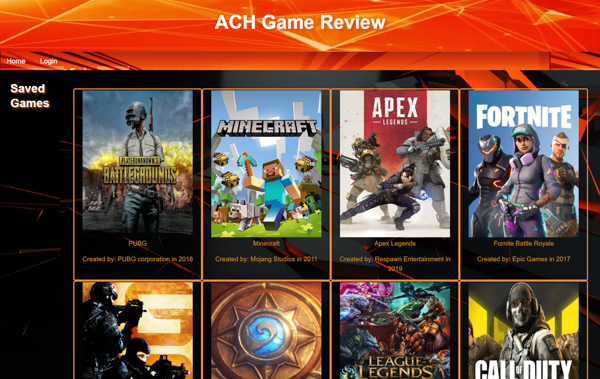 ACH Game Review
Home Login
Saved
Games
PLAYERUNKNOWN'S
BATTLEGROUNDS
MINECRAFT
APEX
LEGENDS
FORTNITE
PUBG
Minecraft
Apex Legends
Fornite Battle Royale
Created by: PUBG corporation in 2018
Created by: Mojang Studios in 2011
Created by: Respawn Entertainment in
2019
Created by: Epic Games in 2017
LEAGUE
LEGENDS
CALL OF DUTY